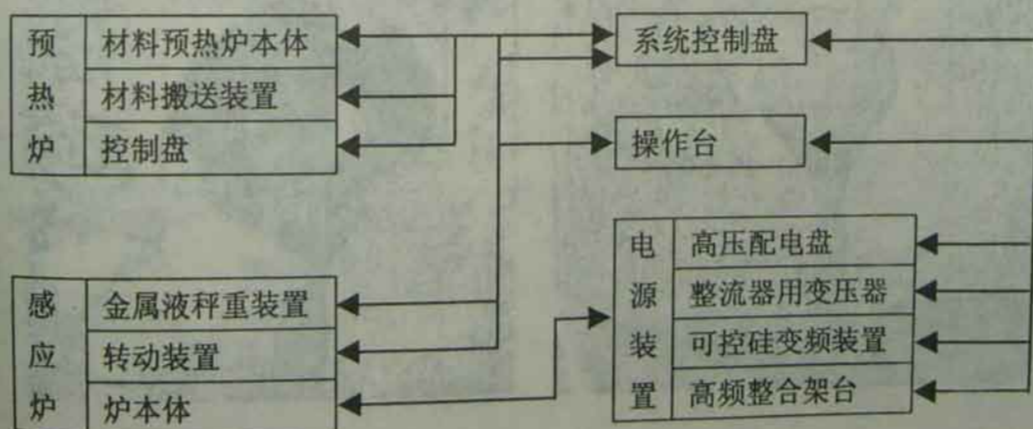 预热炉
材料预热炉本体
材料搬送装置
控制盘
系统控制盘
操作台
感应炉
金属液秤重装置
转动装置
炉本体
电源装置
高压配电盘
整流器用变压器
可控硅变频装置
高频整合架台